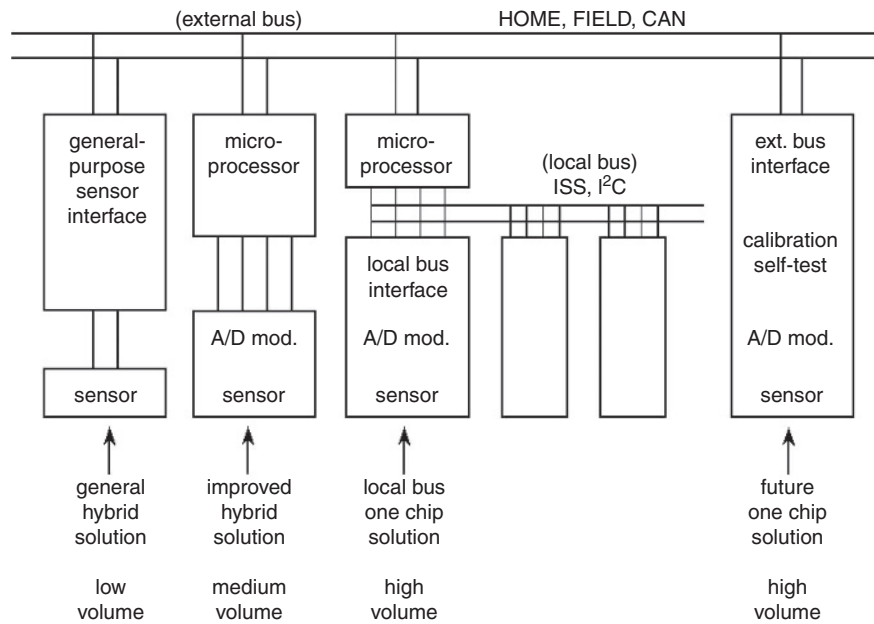 (external bus)
HOME, FIELD, CAN
general-
purpose
sensor
interface
sensor
general
hybrid
solution
low
volume
micro-
processor
A/D mod.
sensor
improved
hybrid
solution
medium
volume
micro-
processor
(local bus)
ISS, I²C
local bus
interface
A/D mod.
sensor
local bus
one chip
solution
high
volume
ext. bus
interface
calibration
self-test
A/D mod.
sensor
future
one chip
solution
high
volume